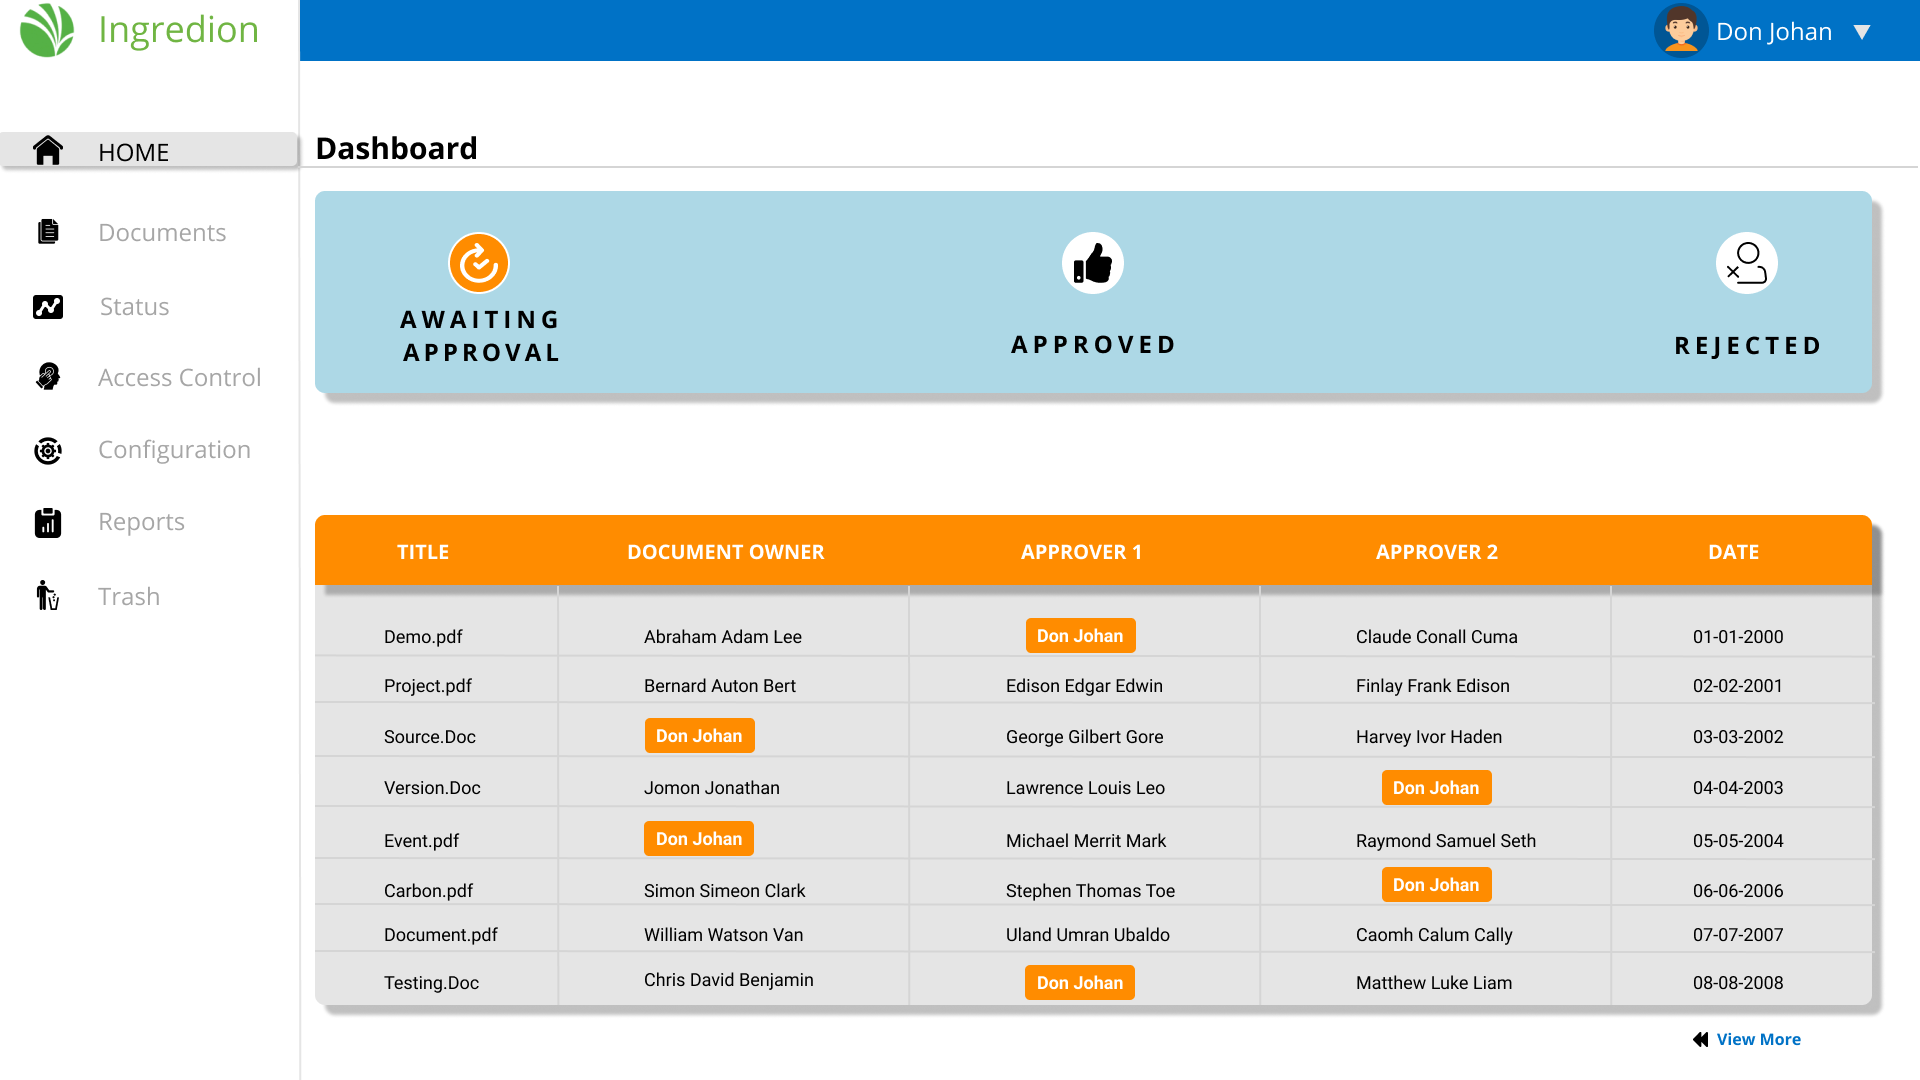 Ingredion
Don Johan
HOME
Dashboard
Documents
Status
Access Control
Configuration
Reports
Trash
AWAITING
APPROVAL
APPROVED
REJECTED
TITLE DOCUMENT OWNER APPROVER 1 APPROVER 2 DATE
Demo.pdf Abraham Adam Lee Don Johan Claude Conall Cuma 01-01-2000
Project.pdf Bernard Auton Bert Edison Edgar Edwin Finlay Frank Edison 02-02-2001
Source.Doc Don Johan George Gilbert Gore Harvey Ivor Haden 03-03-2002
Version.Doc Jomon Jonathan Lawrence Louis Leo Don Johan 04-04-2003
Event.pdf Don Johan Michael Merrit Mark Raymond Samuel Seth 05-05-2004
Carbon.pdf Simon Simeon Clark Stephen Thomas Toe Don Johan 06-06-2006
Document.pdf William Watson Van Uland Umran Ubaldo Caomh Calum Cally 07-07-2007
Testing.Doc Chris David Benjamin Don Johan Matthew Luke Liam 08-08-2008
View More